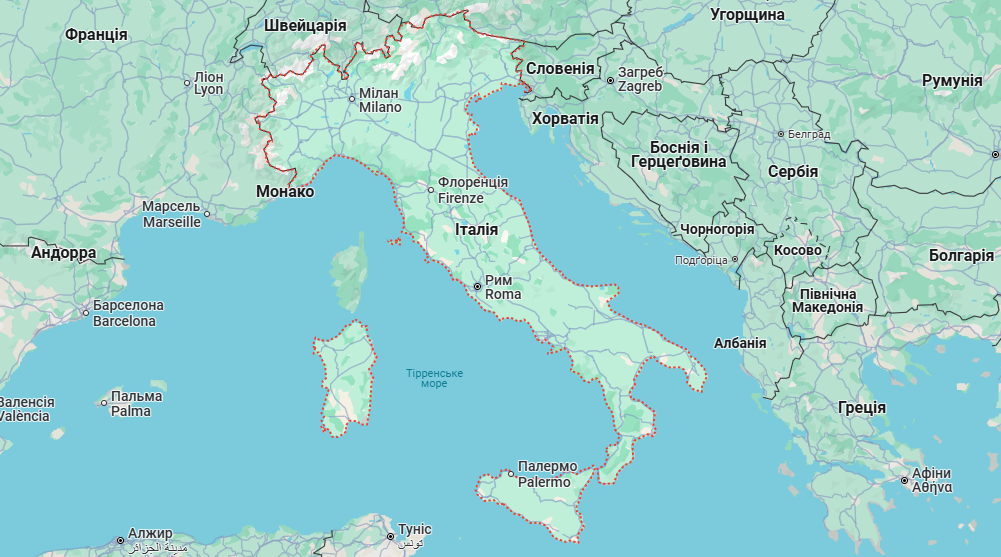 Угорщина
Швейцарія
Франція
Словенія
Загреб
Zagreb
Ліон
Lyon
Румунія
Мілан
Milano
Хорватія
Белград
Боснія і
Герцеґовина
Сербія
Флоренція
Firenze
Монако
Марсель
Marseille
Італія
Чорногорія
Косово
Андорра
Подгоріца
Болгарія
Рим
Roma
Північна
Македонія
Барселона
Barcelona
Албанія
Тірренське
море
Пальма
Palma
Валенсія
València
Греція
Палермо
Palermo
Афіни
Αθήνα
Алжир
مدينة الجزائر
Туніс
تونس